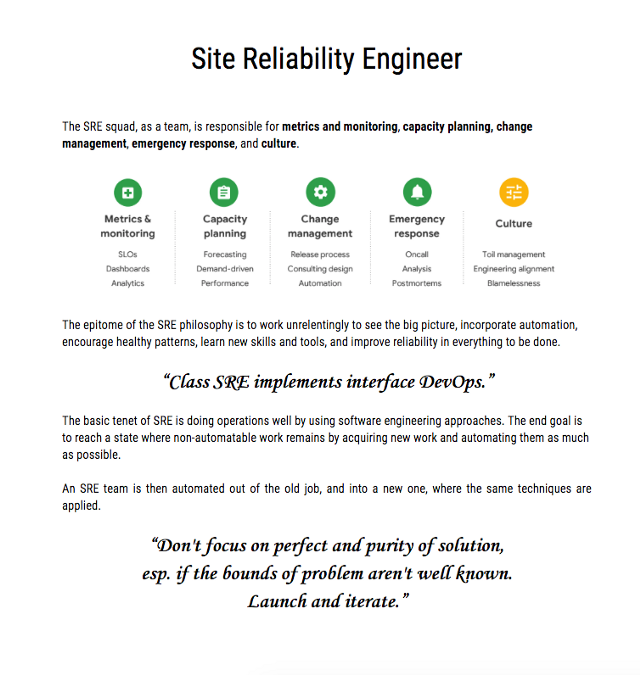 Site Reliability Engineer
The SRE squad, as a team, is responsible for metrics and monitoring, capacity planning, change
management, emergency response, and culture.
Metrics &
monitoring
SLOs
Dashboards
Analytics
Capacity
planning
Forecasting
Demand-driven
Performance
Change
management
Release process
Consulting design
Automation
Emergency
response
Oncall
Analysis
Postmortems
Culture
Toil management
Engineering alignment
Blamelessness
The epitome of the SRE philosophy is to work unrelentingly to see the big picture, incorporate automation,
encourage healthy patterns, learn new skills and tools, and improve reliability in everything to be done.
“Class SRE implements interface DevOps.”
The basic tenet of SRE is doing operations well by using software engineering approaches. The end goal is
to reach a state where non-automatable work remains by acquiring new work and automating them as much
as possible.
An SRE team is then automated out of the old job, and into a new one, where the same techniques are
applied.
“Don't focus on perfect and purity of solution,
esp. if the bounds of problem aren't well known.
Launch and iterate.”